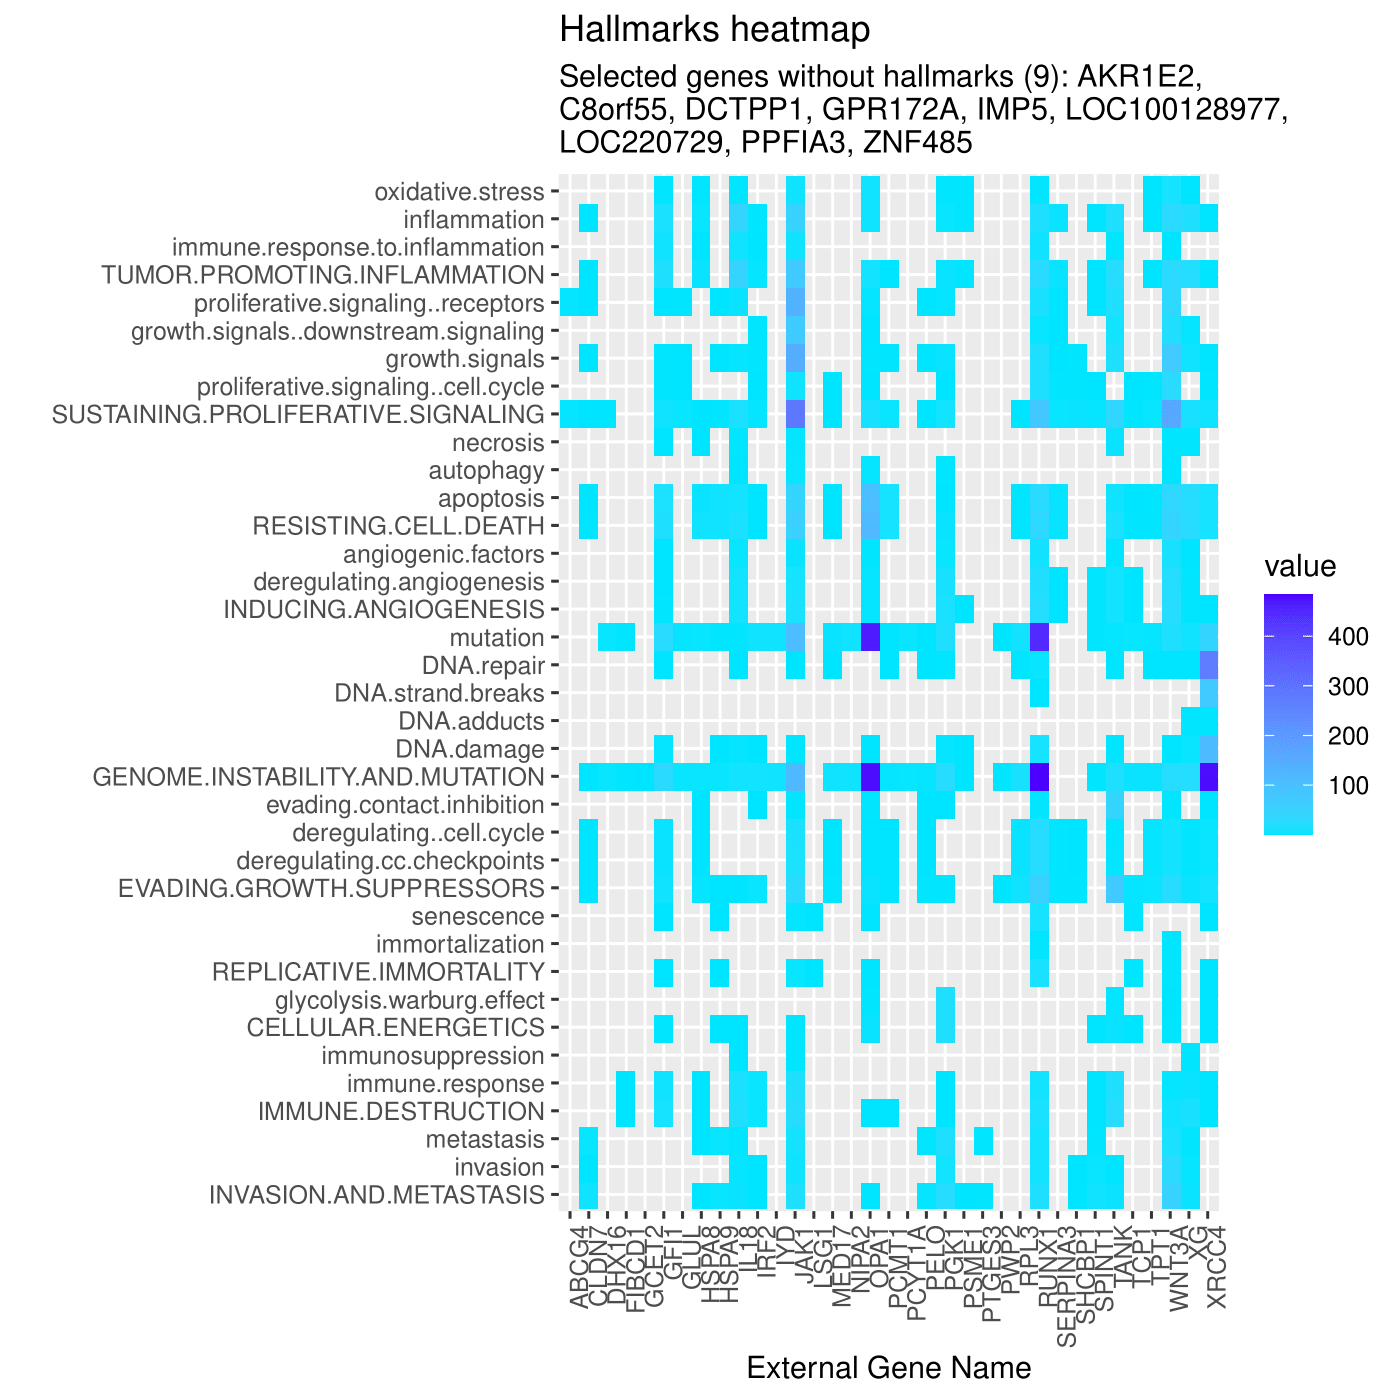 Hallmarks heatmap
Selected genes without hallmarks (9): AKR1E2,
C8orf55, DCTPP1, GPR172A, IMP5, LOC100128977,
LOC220729, PPFIA3, ZNF485
oxidative.stress
inflammation
immune.response.to.inflammation
TUMOR.PROMOTING.INFLAMMATION
proliferative.signaling..receptors
growth.signals..downstream.signaling
growth.signals
proliferative.signaling..cell.cycle
SUSTAINING.PROLIFERATIVE.SIGNALING
necrosis
autophagy
apoptosis
RESISTING.CELL.DEATH
angiogenic.factors
deregulating.angiogenesis
INDUCING.ANGIOGENESIS
mutation
DNA.repair
DNA.strand.breaks
DNA.adducts
DNA.damage
GENOME.INSTABILITY.AND.MUTATION
evading.contact.inhibition
deregulating..cell.cycle
deregulating.cc.checkpoints
EVADING.GROWTH.SUPPRESSORS
senescence
immortalization
REPLICATIVE.IMMORTALITY
glycolysis.warburg.effect
CELLULAR.ENERGETICS
immunosuppression
immune.response
IMMUNE.DESTRUCTION
metastasis
invasion
INVASION.AND.METASTASIS
ABCG4
CLDN7
DHX16
FIBCD1
GCET2
GFI1
GLUL
HSPA8
HSPA9
IL18
IRF2
IYD
JAK1
LSG1
MED17
NIPA2
OPA1
PCMT1
PCYT1A
PELO
PGK1
PSME1
PTGES3
PWP2
RPL3
RUNX1
SERPINA3
SHCBP1
SPINT1
TANK
TCP1
TPT1
WNT3A
XG
XRCC4
External Gene Name
value
400
300
200
100